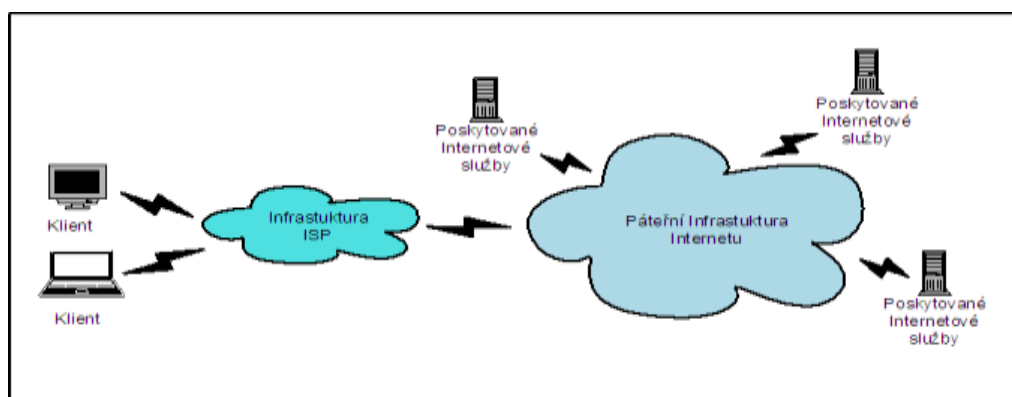 Klient
Klient
Infrastuktura
ISP
Poskytované
Internetové
služby
Páteřní Infrastuktura
Internetu
Poskytované
Internetové
služby
Poskytované
Internetové
služby